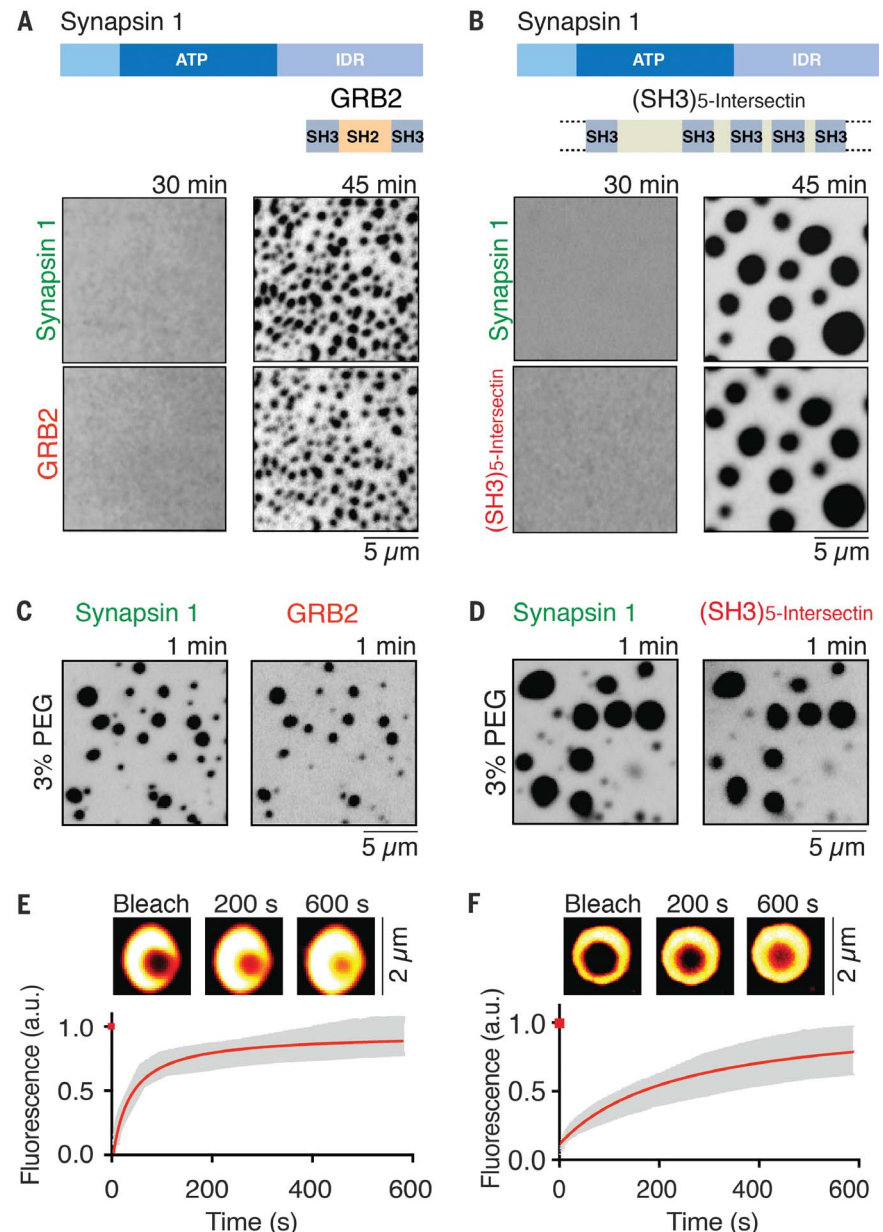 A Synapsin 1
ATP IDR
GRB2
SH3 SH2 SH3
30 min 45 min
Synapsin 1
GRB2
5 µm
B Synapsin 1
ATP IDR
(SH3)5-Intersectin
SH3 SH3 SH3 SH3 SH3
30 min 45 min
Synapsin 1
(SH3)5-Intersectin
5 µm
C Synapsin 1 GRB2
1 min 1 min
3% PEG
5 µm
D Synapsin 1 (SH3)5-Intersectin
1 min 1 min
3% PEG
5 µm
E Bleach 200 s 600 s
2 µm
Fluorescence (a.u.)
1.0
0.5
0.0
0 200 400 600
Time (s)
F Bleach 200 s 600 s
2 µm
Fluorescence (a.u.)
1.0
0.5
0.0
0 200 400 600
Time (s)